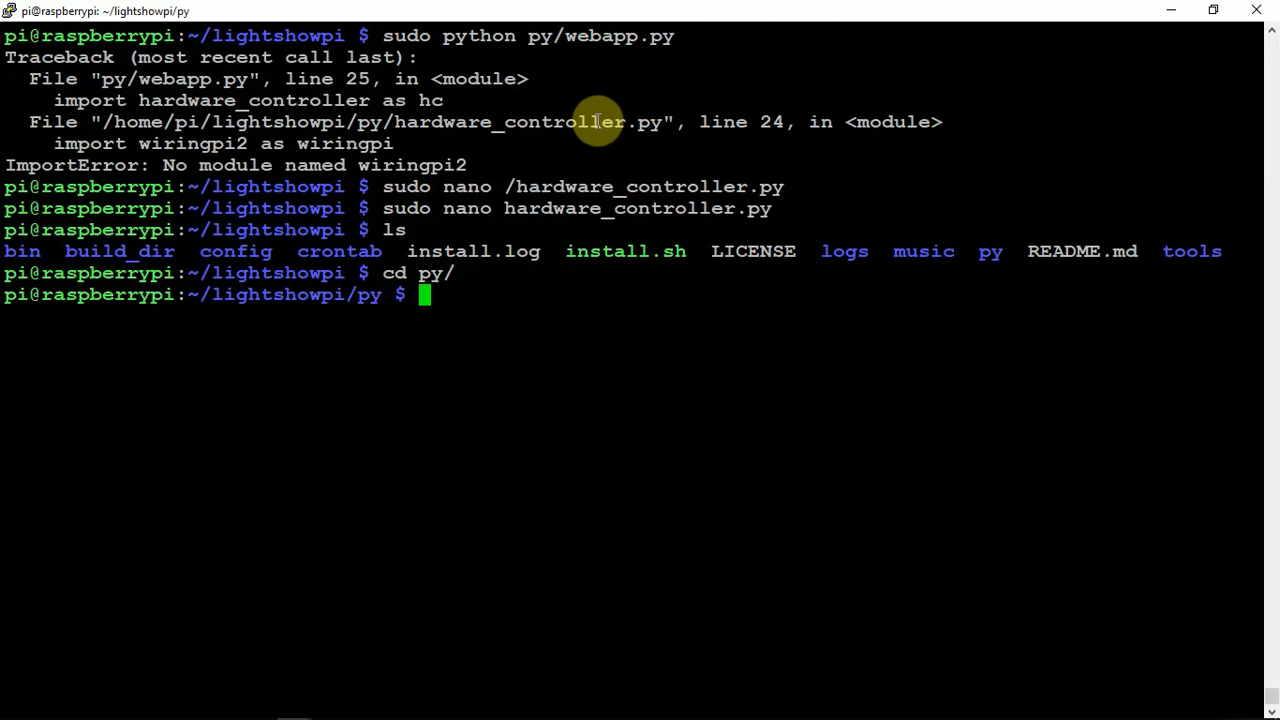 pi@raspberrypi: ~/lightshowpi/py
pi@raspberrypi:~/lightshowpi $ sudo python py/webapp.py
Traceback (most recent call last):
  File "py/webapp.py", line 25, in <module>
    import hardware_controller as hc
  File "/home/pi/lightshowpi/py/hardware_controller.py", line 24, in <module>
    import wiringpi2 as wiringpi
ImportError: No module named wiringpi2
pi@raspberrypi:~/lightshowpi $ sudo nano /hardware_controller.py
pi@raspberrypi:~/lightshowpi $ sudo nano hardware_controller.py
pi@raspberrypi:~/lightshowpi $ ls
bin  build_dir  config  crontab  install.log  install.sh  LICENSE  logs  music  py  README.md  tools
pi@raspberrypi:~/lightshowpi $ cd py/
pi@raspberrypi:~/lightshowpi/py $